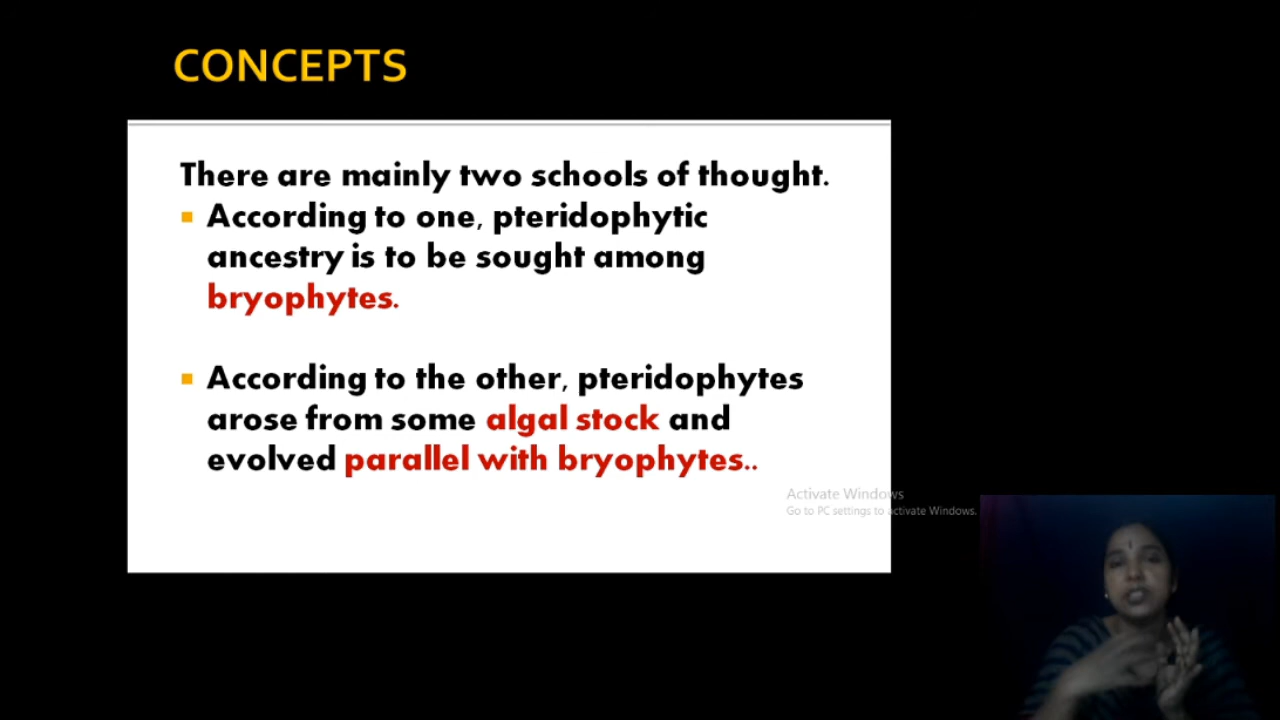 CONCEPTS
There are mainly two schools of thought.
According to one, pteridophytic
ancestry is to be sought among
bryophytes.
According to the other, pteridophytes
arose from some algal stock and
evolved parallel with bryophytes..
Activate Windows
Go to PC settings to activate Windows.